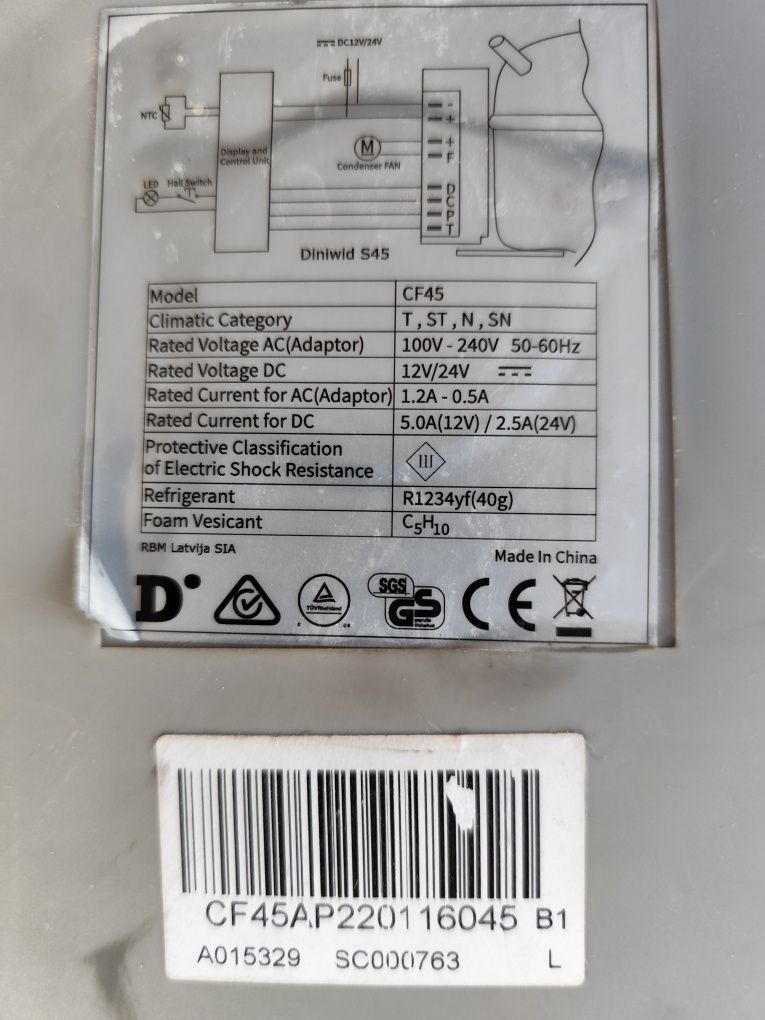 DC12V/24V
Fuse
NTC
-
+
Display and
Control Unit
M
+
Condenser FAN
F
LED Hall Switch
D
C
P
T
Diniwid S45
Model CF45
Climatic Category T , ST , N , SN
Rated Voltage AC(Adaptor) 100V - 240V 50-60Hz
Rated Voltage DC 12V/24V
Rated Current for AC(Adaptor) 1.2A - 0.5A
Rated Current for DC 5.0A(12V) / 2.5A(24V)
Protective Classification
of Electric Shock Resistance III
Refrigerant R1234yf(40g)
Foam Vesicant C₅H₁₀
RBM Latvija SIA
Made In China
D
TÜVRheinland
C US
SGS
GS
geprüfte
Sicherheit
CE
CF45AP220116045 B1
A015329 SC000763 L